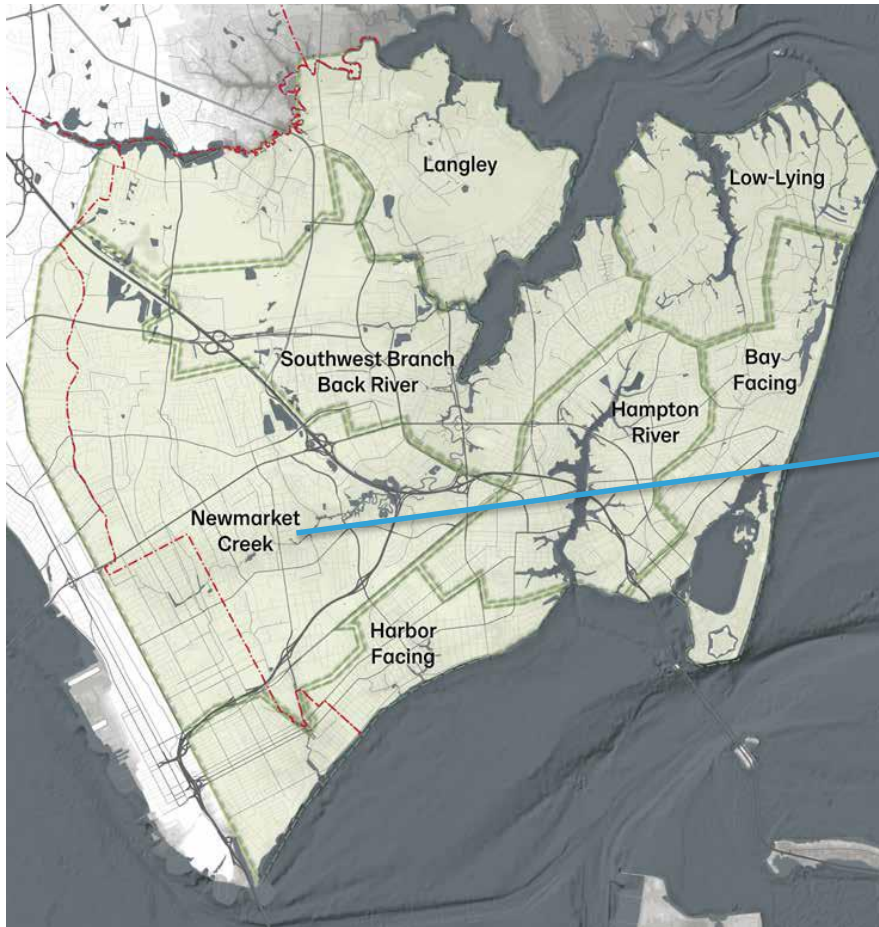 Langley
Low-Lying
Southwest Branch
Back River
Bay
Facing
Hampton
River
Newmarket
Creek
Harbor
Facing